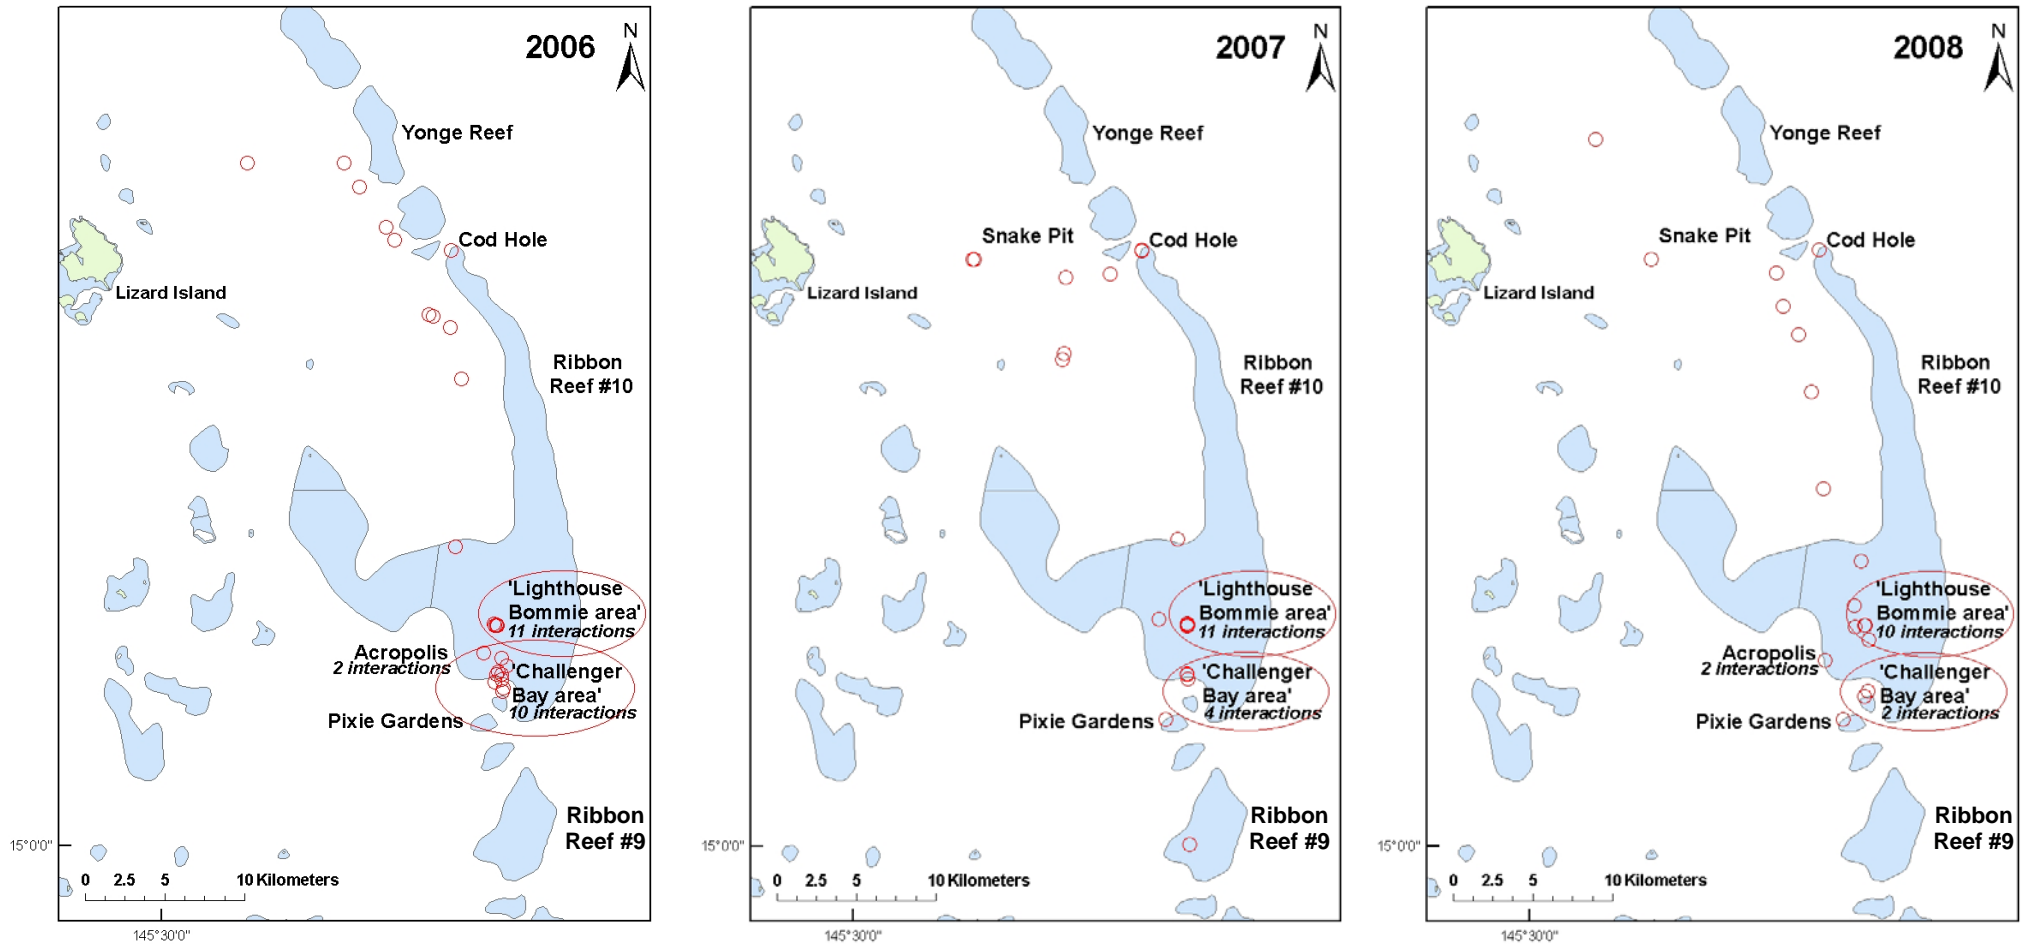 2006
N
Yonge Reef
Cod Hole
Lizard Island
Ribbon
Reef #10
'Lighthouse
Bommie area'
11 interactions
Acropolis
2 interactions
'Challenger
Bay area'
10 interactions
Pixie Gardens
Ribbon
Reef #9
15°0'0"
0 2.5 5 10 Kilometers
145°30'0"
2007
N
Yonge Reef
Snake Pit
Cod Hole
Lizard Island
Ribbon
Reef #10
'Lighthouse
Bommie area'
11 interactions
'Challenger
Bay area'
4 interactions
Pixie Gardens
Ribbon
Reef #9
15°0'0"
0 2.5 5 10 Kilometers
145°30'0"
2008
N
Yonge Reef
Snake Pit
Cod Hole
Lizard Island
Ribbon
Reef #10
'Lighthouse
Bommie area'
10 interactions
Acropolis
2 interactions
'Challenger
Bay area'
2 interactions
Pixie Gardens
Ribbon
Reef #9
15°0'0"
0 2.5 5 10 Kilometers
145°30'0"